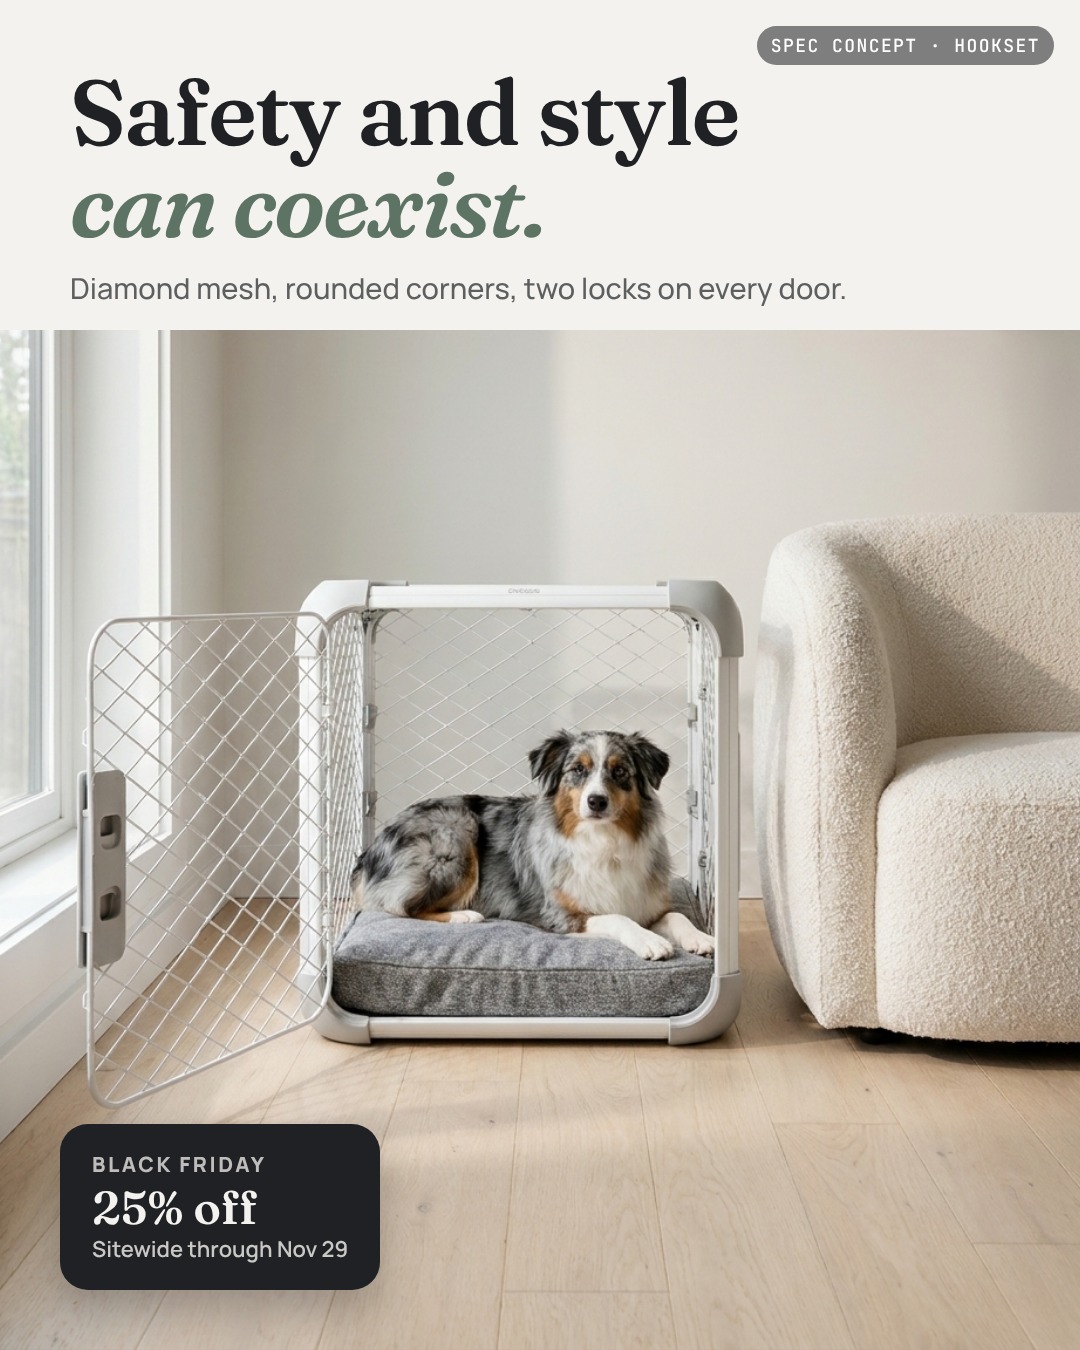 SPEC CONCEPT · HOOKSET
Safety and style
can coexist.
Diamond mesh, rounded corners, two locks on every door.
BLACK FRIDAY
25% off
Sitewide through Nov 29